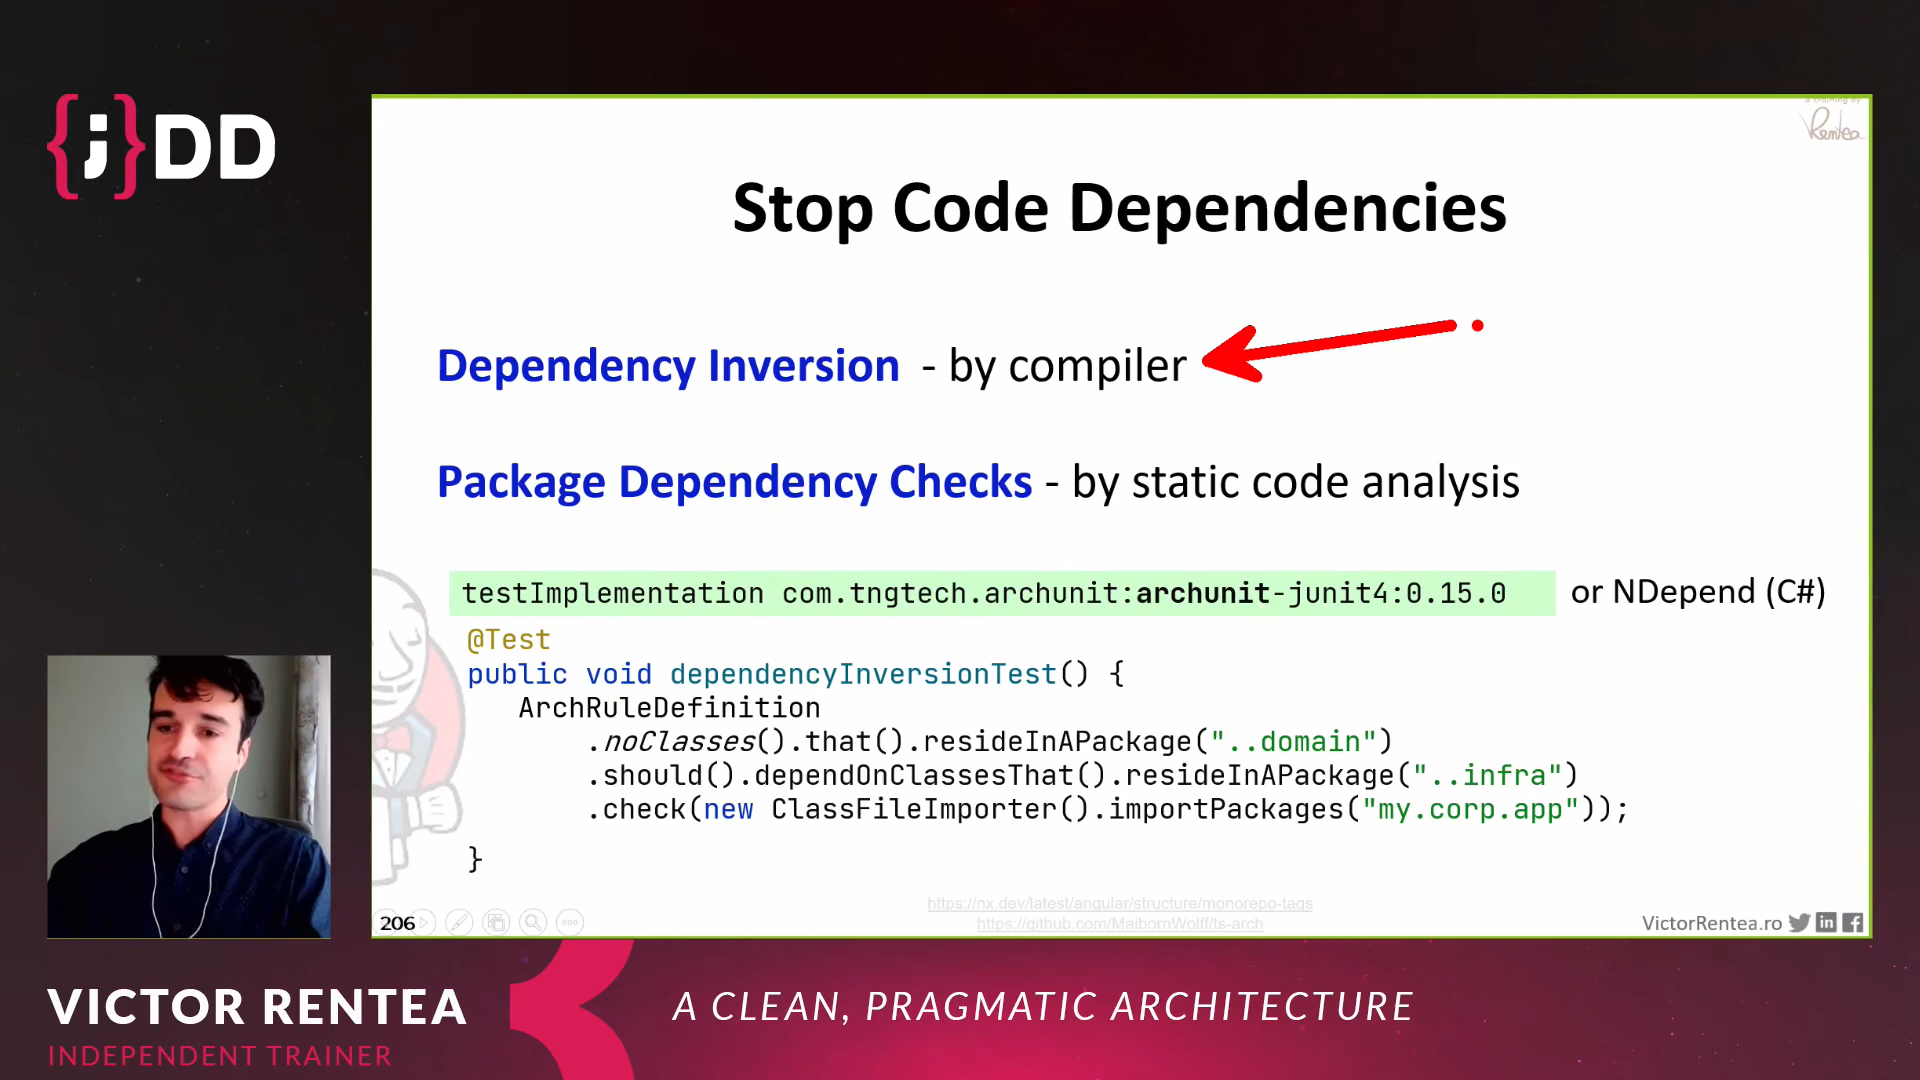 {;}DD
a training by
Rentea
Stop Code Dependencies
Dependency Inversion - by compiler
Package Dependency Checks - by static code analysis
testImplementation com.tngtech.archunit:archunit-junit4:0.15.0 or NDepend (C#)
@Test
public void dependencyInversionTest() {
ArchRuleDefinition
.noClasses().that().resideInAPackage("..domain")
.should().dependOnClassesThat().resideInAPackage("..infra")
.check(new ClassFileImporter().importPackages("my.corp.app"));
}
https://nx.dev/latest/angular/structure/monorepo-tags
https://github.com/MaibornWolff/ts-arch
206
VictorRentea.ro
VICTOR RENTEA
INDEPENDENT TRAINER
A CLEAN, PRAGMATIC ARCHITECTURE